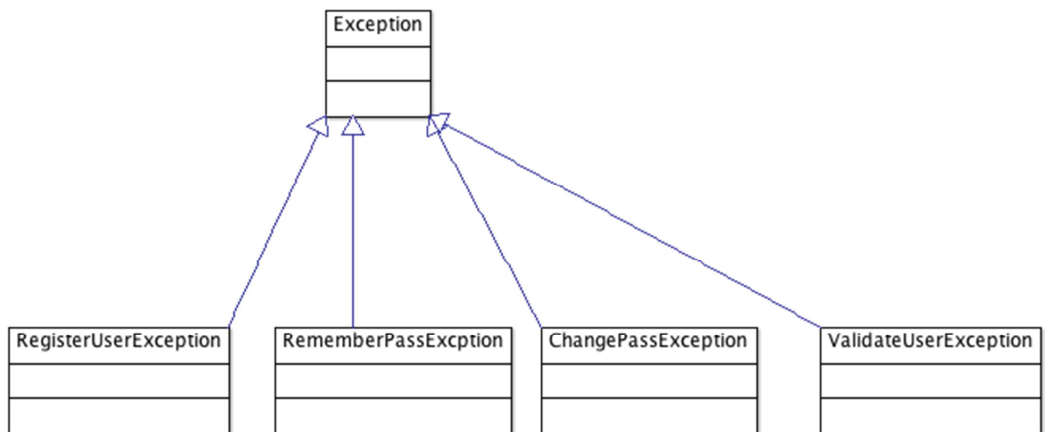 Exception
RegisterUserException
RememberPassExcption
ChangePassException
ValidateUserException